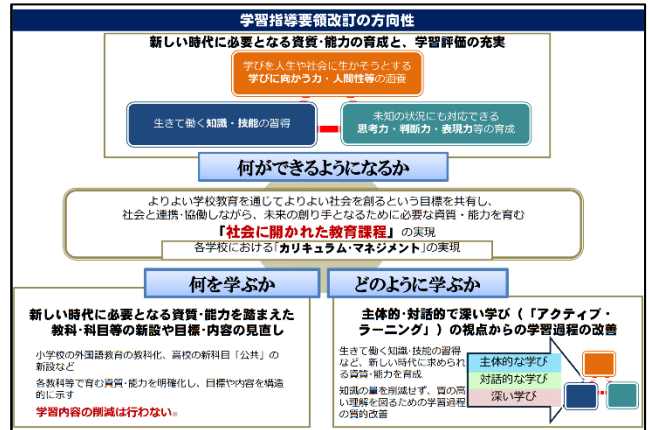 学習指導要領改訂の方向性
新しい時代に必要となる資質･能力の育成と、学習評価の充実
学びを人生や社会に生かそうとする
学びに向かう力・人間性等の涵養
生きて働く知識・技能の習得
未知の状況にも対応できる
思考力・判断力・表現力等の育成
何ができるようになるか
よりよい学校教育を通じてよりよい社会を創るという目標を共有し、
社会と連携･協働しながら、未来の創り手となるために必要な資質・能力を育む
「社会に開かれた教育課程」の実現
各学校における「カリキュラム・マネジメント」の実現
何を学ぶか
新しい時代に必要となる資質･能力を踏まえた
教科･科目等の新設や目標･内容の見直し
小学校の外国語教育の教科化、高校の新科目「公共」の
新設など
各教科等で育む資質･能力を明確化し、目標や内容を構造
的に示す
学習内容の削減は行わない※
どのように学ぶか
主体的･対話的で深い学び（「アクティブ・
ラーニング」）の視点からの学習過程の改善
生きて働く知識･技能の習得
など、新しい時代に求められ
る資質･能力を育成
知識の量を削減せず、質の高
い理解を図るための学習過程
の質的改善
主体的な学び
対話的な学び
深い学び